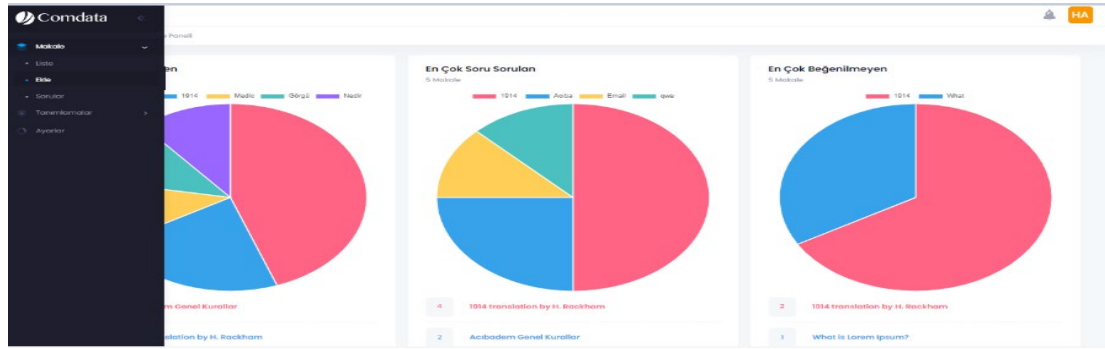 Comdata
HA
Makale
Liste
Ekle
Sorular
Tanımlamalar
Ayarlar
Paneli
en
1914 Medic Görgü Nedir
m Genel Kurallar
slation by H. Rackham
En Çok Soru Sorulan
5 Makale
1914 Acıba Email qwe
4 1914 translation by H. Rackham
2 Acıbadem Genel Kurallar
En Çok Beğenilmeyen
5 Makale
1914 What
2 1914 translation by H. Rackham
1 What is Lorem Ipsum?